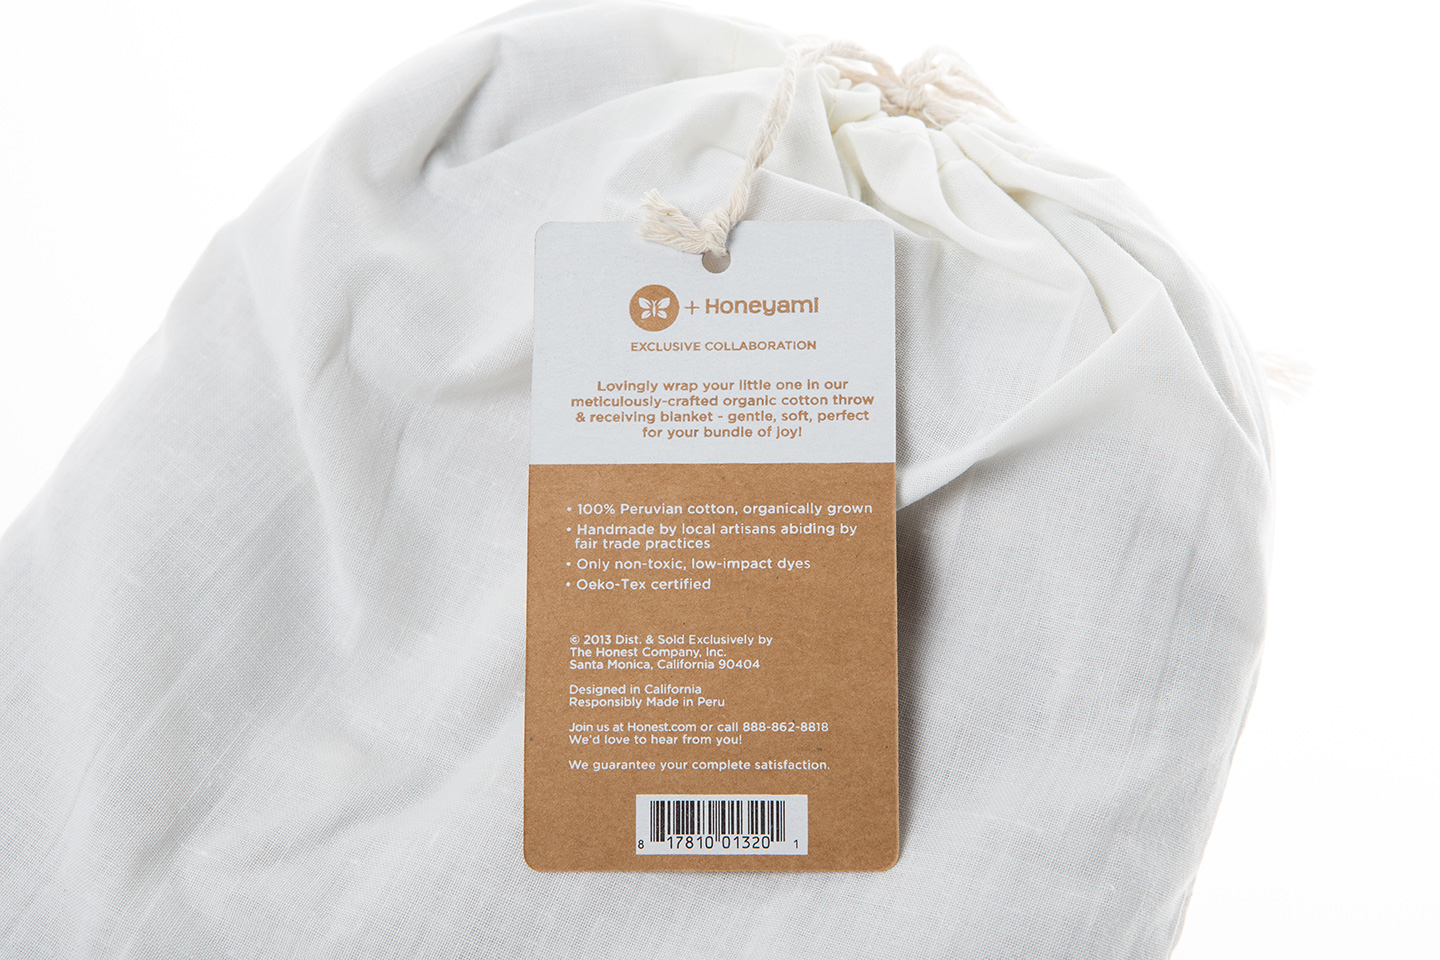 + Honeyami
EXCLUSIVE COLLABORATION
Lovingly wrap your little one in our
meticulously-crafted organic cotton throw
& receiving blanket - gentle, soft, perfect
for your bundle of joy!
• 100% Peruvian cotton, organically grown
• Handmade by local artisans abiding by
fair trade practices
• Only non-toxic, low-impact dyes
• Oeko-Tex certified
© 2013 Dist. & Sold Exclusively by
The Honest Company, Inc.
Santa Monica, California 90404
Designed in California
Responsibly Made in Peru
Join us at Honest.com or call 888-862-8818
We'd love to hear from you!
We guarantee your complete satisfaction.
8 17810 01320 1